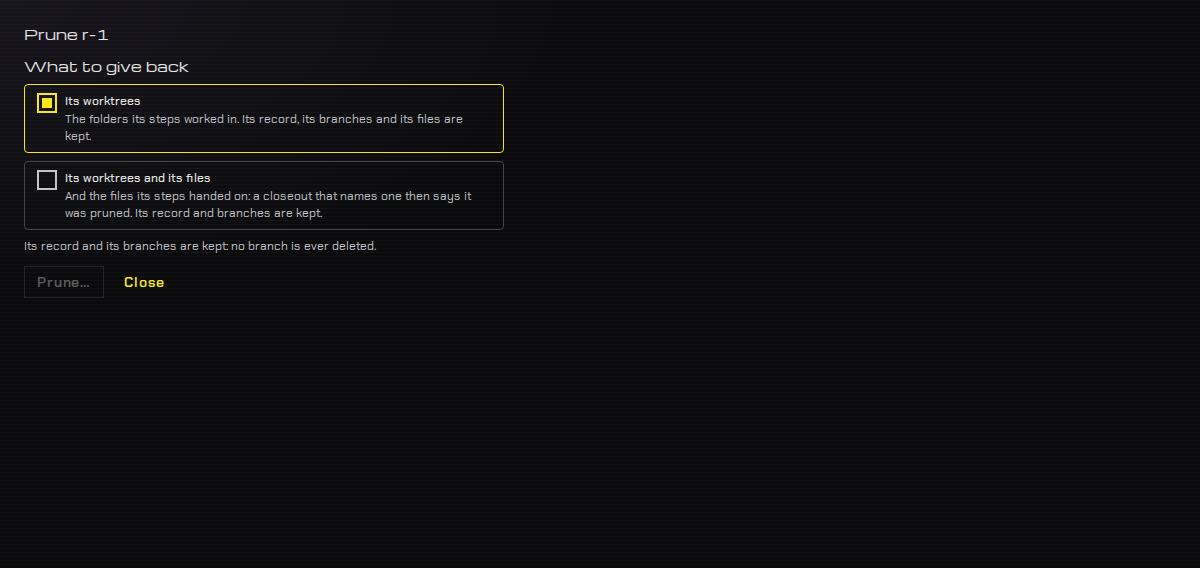 Prune r-1
What to give back
Its worktrees
The folders its steps worked in. Its record, its branches and its files are
kept.
Its worktrees and its files
And the files its steps handed on: a closeout that names one then says it
was pruned. Its record and branches are kept.
Its record and its branches are kept: no branch is ever deleted.
Prune…
Close